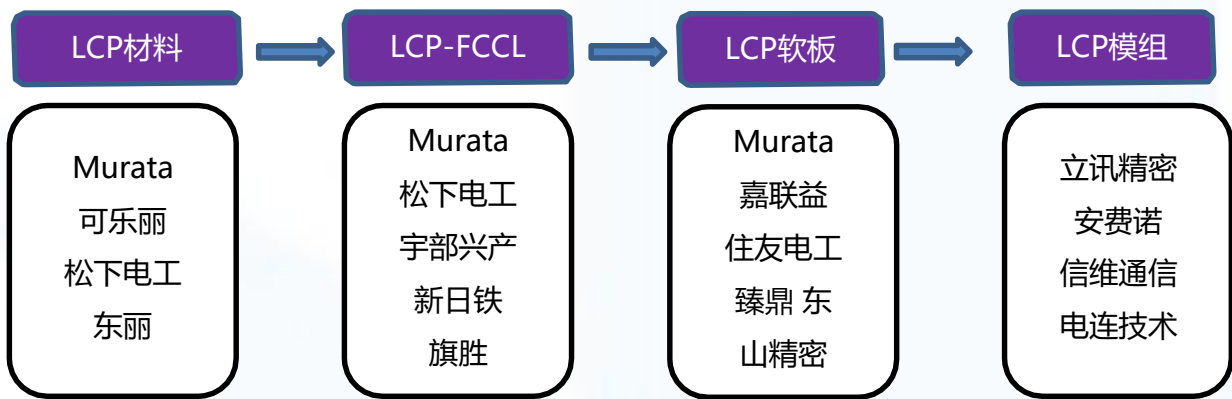 LCP材料
LCP-FCCL
LCP软板
LCP模组
Murata
可乐丽
松下电工
东丽
Murata
松下电工
宇部兴产
新日铁
旗胜
Murata
嘉联益
住友电工
臻鼎 东
山精密
立讯精密
安费诺
信维通信
电连技术